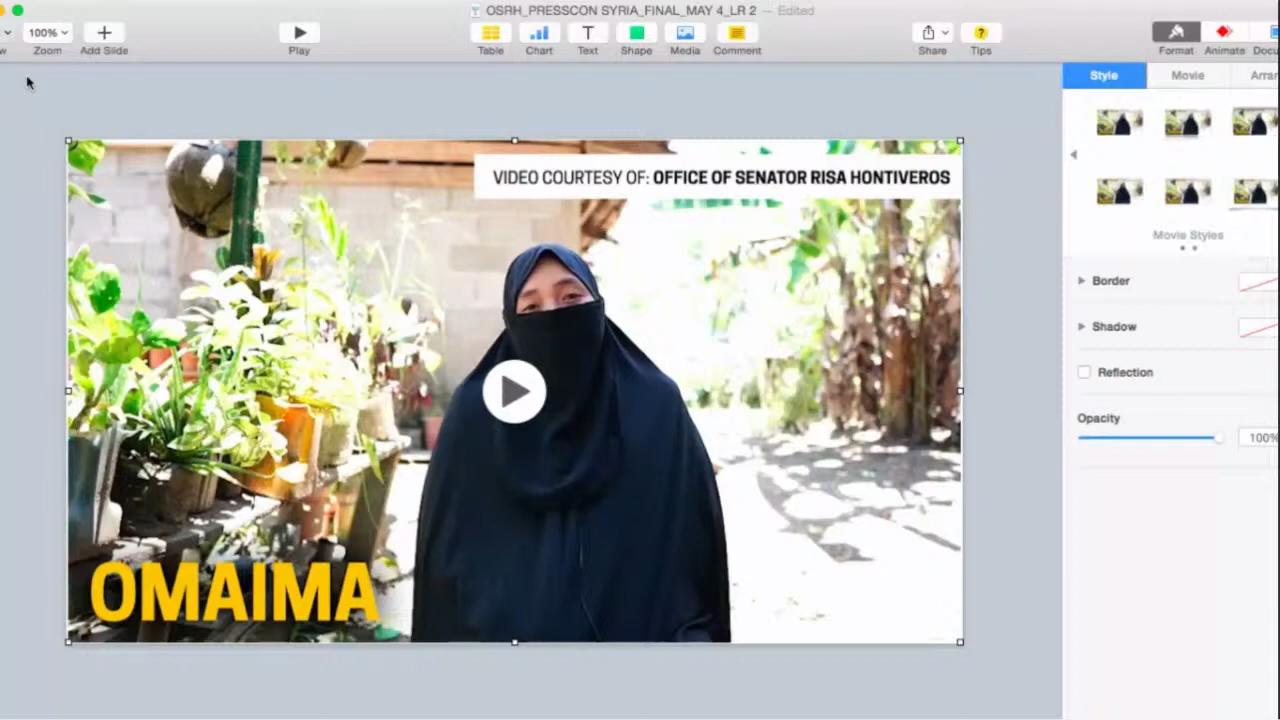 OSRH_PRESSCON SYRIA_FINAL_MAY 4_LR 2 — Edited
100%
Zoom
Add Slide
Play
Table
Chart
Text
Shape
Media
Comment
Share
Tips
Format
Animate
Docu
Style
Movie
Arran
VIDEO COURTESY OF: OFFICE OF SENATOR RISA HONTIVEROS
Movie Styles
Border
Shadow
Reflection
Opacity
100%
OMAIMA